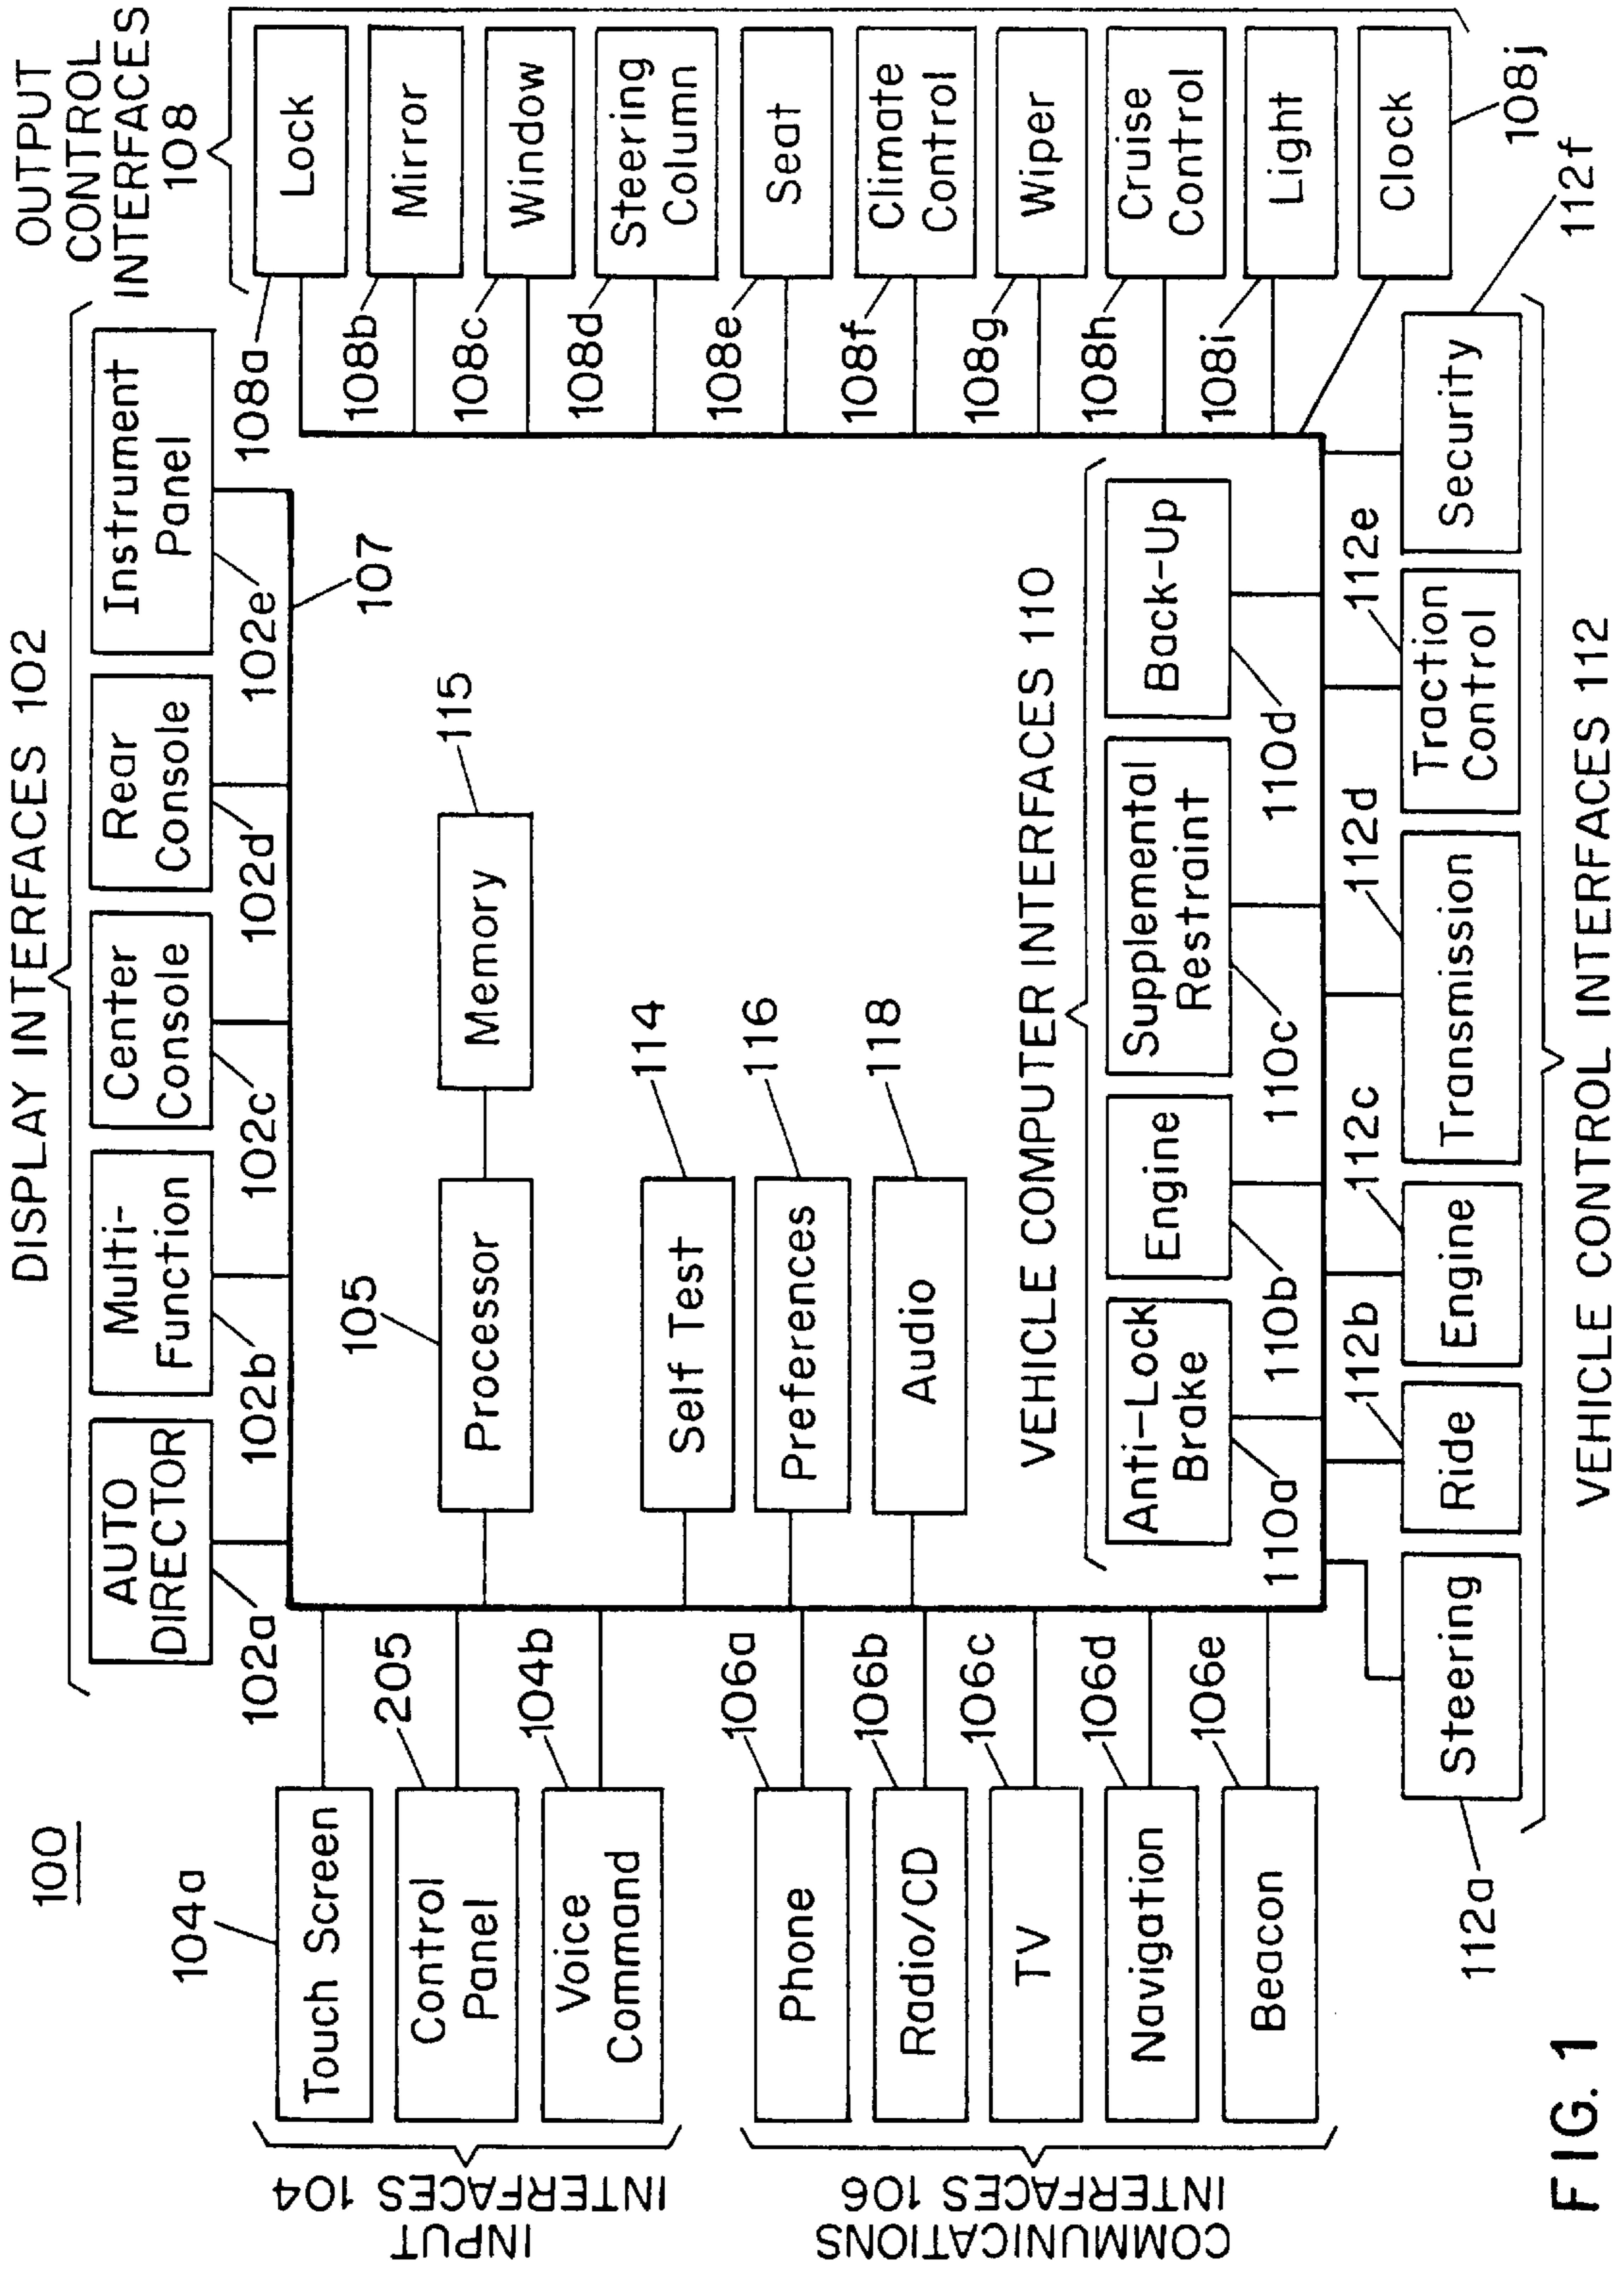 100
DISPLAY INTERFACES 102
AUTO
DIRECTOR
Multi-
Function
Center
Console
Rear
Console
Instrument
Panel
102a
102b
102c
102d
102e
107
OUTPUT
CONTROL
INTERFACES
108
Lock
Mirror
Window
Steering
Column
Seat
Climate
Control
Wiper
Cruise
Control
Light
Clock
108a
108b
108c
108d
108e
108f
108g
108h
108i
108j
INPUT
INTERFACES 104
104a
Touch Screen
Control
Panel
205
Voice
Command
104b
COMMUNICATIONS
INTERFACES 106
Phone
106a
Radio/CD
106b
TV
106c
Navigation
106d
Beacon
106e
105
Processor
Memory
115
Self Test
114
Preferences
116
Audio
118
VEHICLE COMPUTER INTERFACES 110
Anti-Lock
Brake
Engine
Supplemental
Restraint
Back-Up
110a
110b
110c
110d
112b
112c
112d
112e
112f
112a
Steering
Ride
Engine
Transmission
Traction
Control
Security
VEHICLE CONTROL INTERFACES 112
FIG. 1